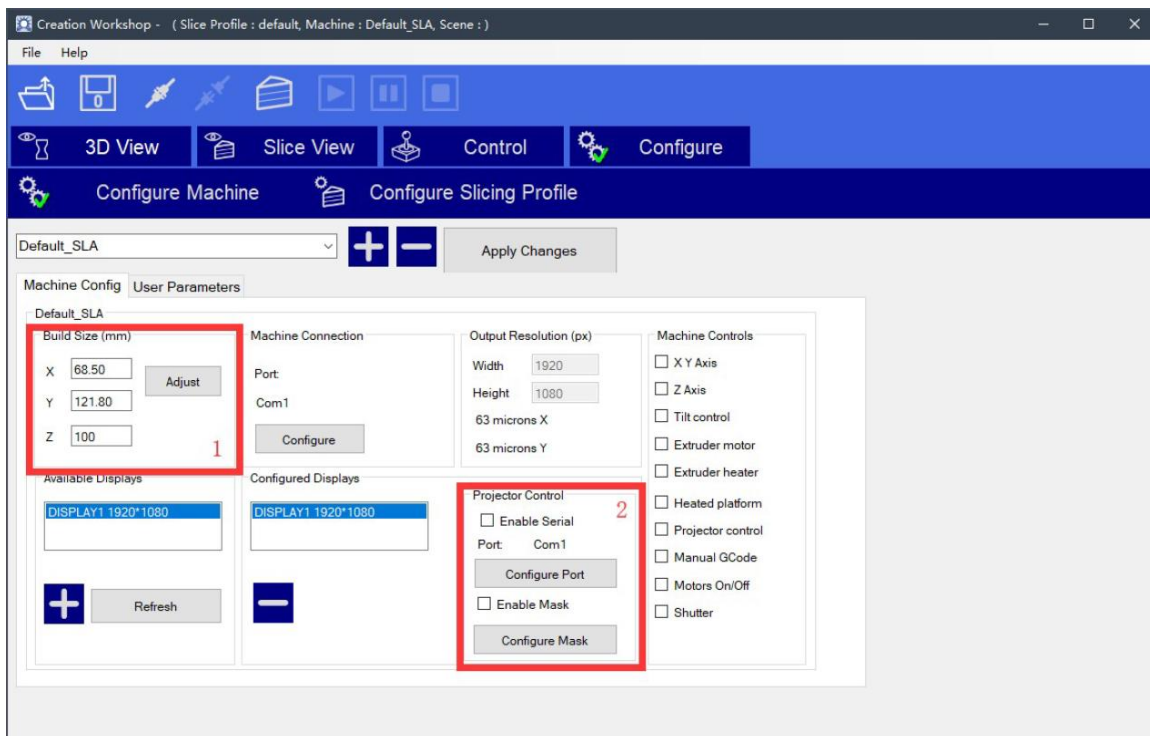 Creation Workshop -   ( Slice Profile : default, Machine : Default_SLA, Scene : )
File Help
3D View Slice View Control Configure
Configure Machine Configure Slicing Profile
Default_SLA Apply Changes
Machine Config User Parameters
Default_SLA
Build Size (mm)
X 68.50 Adjust
Y 121.80
Z 100
1
Machine Connection
Port:
Com1
Configure
Output Resolution (px)
Width 1920
Height 1080
63 microns X
63 microns Y
Machine Controls
X Y Axis
Z Axis
Tilt control
Extruder motor
Extruder heater
Heated platform
Projector control
Manual GCode
Motors On/Off
Shutter
Available Displays
DISPLAY1 1920*1080
Refresh
Configured Displays
DISPLAY1 1920*1080
Projector Control
2
Enable Serial
Port: Com1
Configure Port
Enable Mask
Configure Mask